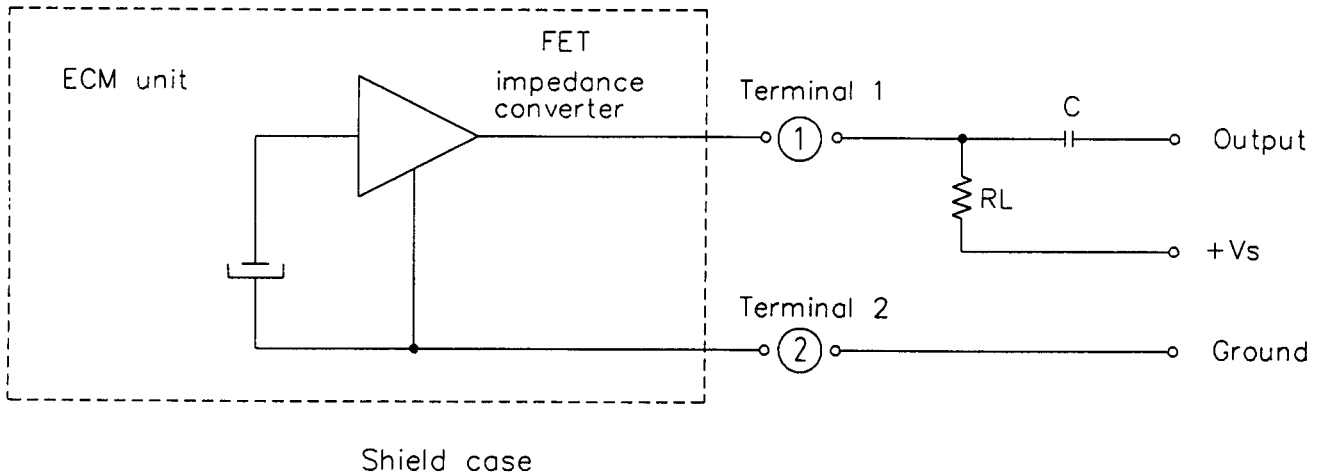 FET
ECM unit
impedance
converter
Terminal 1
1
C
Output
RL
+Vs
Terminal 2
2
Ground
Shield case